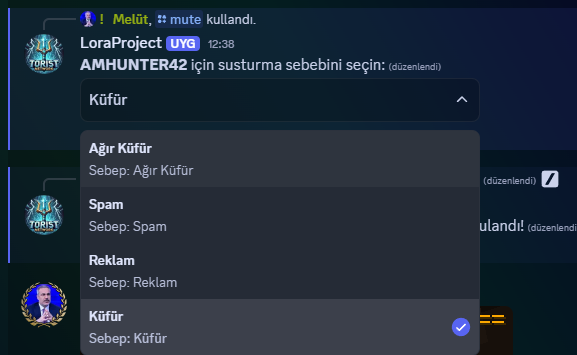 ! Melüt, mute kullandı.
LoraProject UYG 12:38
AMHUNTER42 için susturma sebebini seçin: (düzenlendi)
Küfür
Ağır Küfür
Sebep: Ağır Küfür
(düzenlendi)
Spam
Sebep: Spam
ulandı! (düzenlendi
Reklam
Sebep: Reklam
Küfür
Sebep: Küfür
TORIST
TORIST